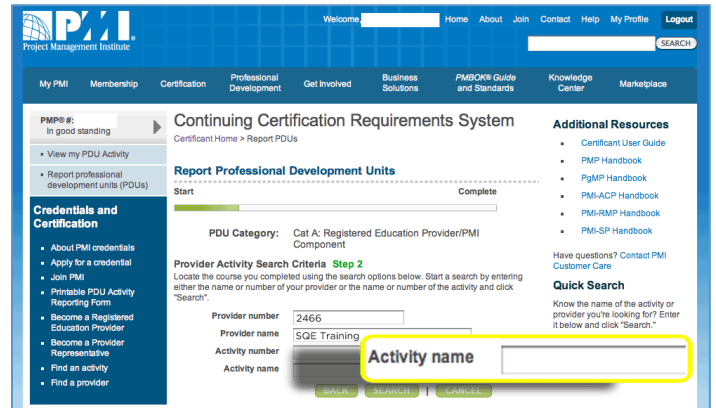 Welcome, Home About Join Contact Help My Profile Logout
PMI®
Project Management Institute
SEARCH
My PMI Membership Certification Professional Development Get Involved Business Solutions PMBOK® Guide and Standards Knowledge Center Marketplace
PMP® #:
In good standing
View my PDU Activity
Report professional
development units (PDUs)
Credentials and
Certification
About PMI credentials
Apply for a credential
Join PMI
Printable PDU Activity
Reporting Form
Become a Registered
Education Provider
Become a Provider
Representative
Find an activity
Find a provider
Continuing Certification Requirements System
Certificant Home > Report PDUs
Report Professional Development Units
Start Complete
PDU Category: Cat A: Registered Education Provider/PMI
Component
Provider Activity Search Criteria Step 2
Locate the course you completed using the search options below. Start a search by entering
either the name or number of your provider or the name or number of the activity and click
"Search".
Provider number 2466
Provider name SQE Training
Activity number
Activity name
Activity name
BACK SEARCH | CANCEL
Additional Resources
Certificant User Guide
PMP Handbook
PgMP Handbook
PMI-ACP Handbook
PMI-RMP Handbook
PMI-SP Handbook
Have questions? Contact PMI
Customer Care
Quick Search
Know the name of the activity or
provider you're looking for? Enter
it below and click "Search."